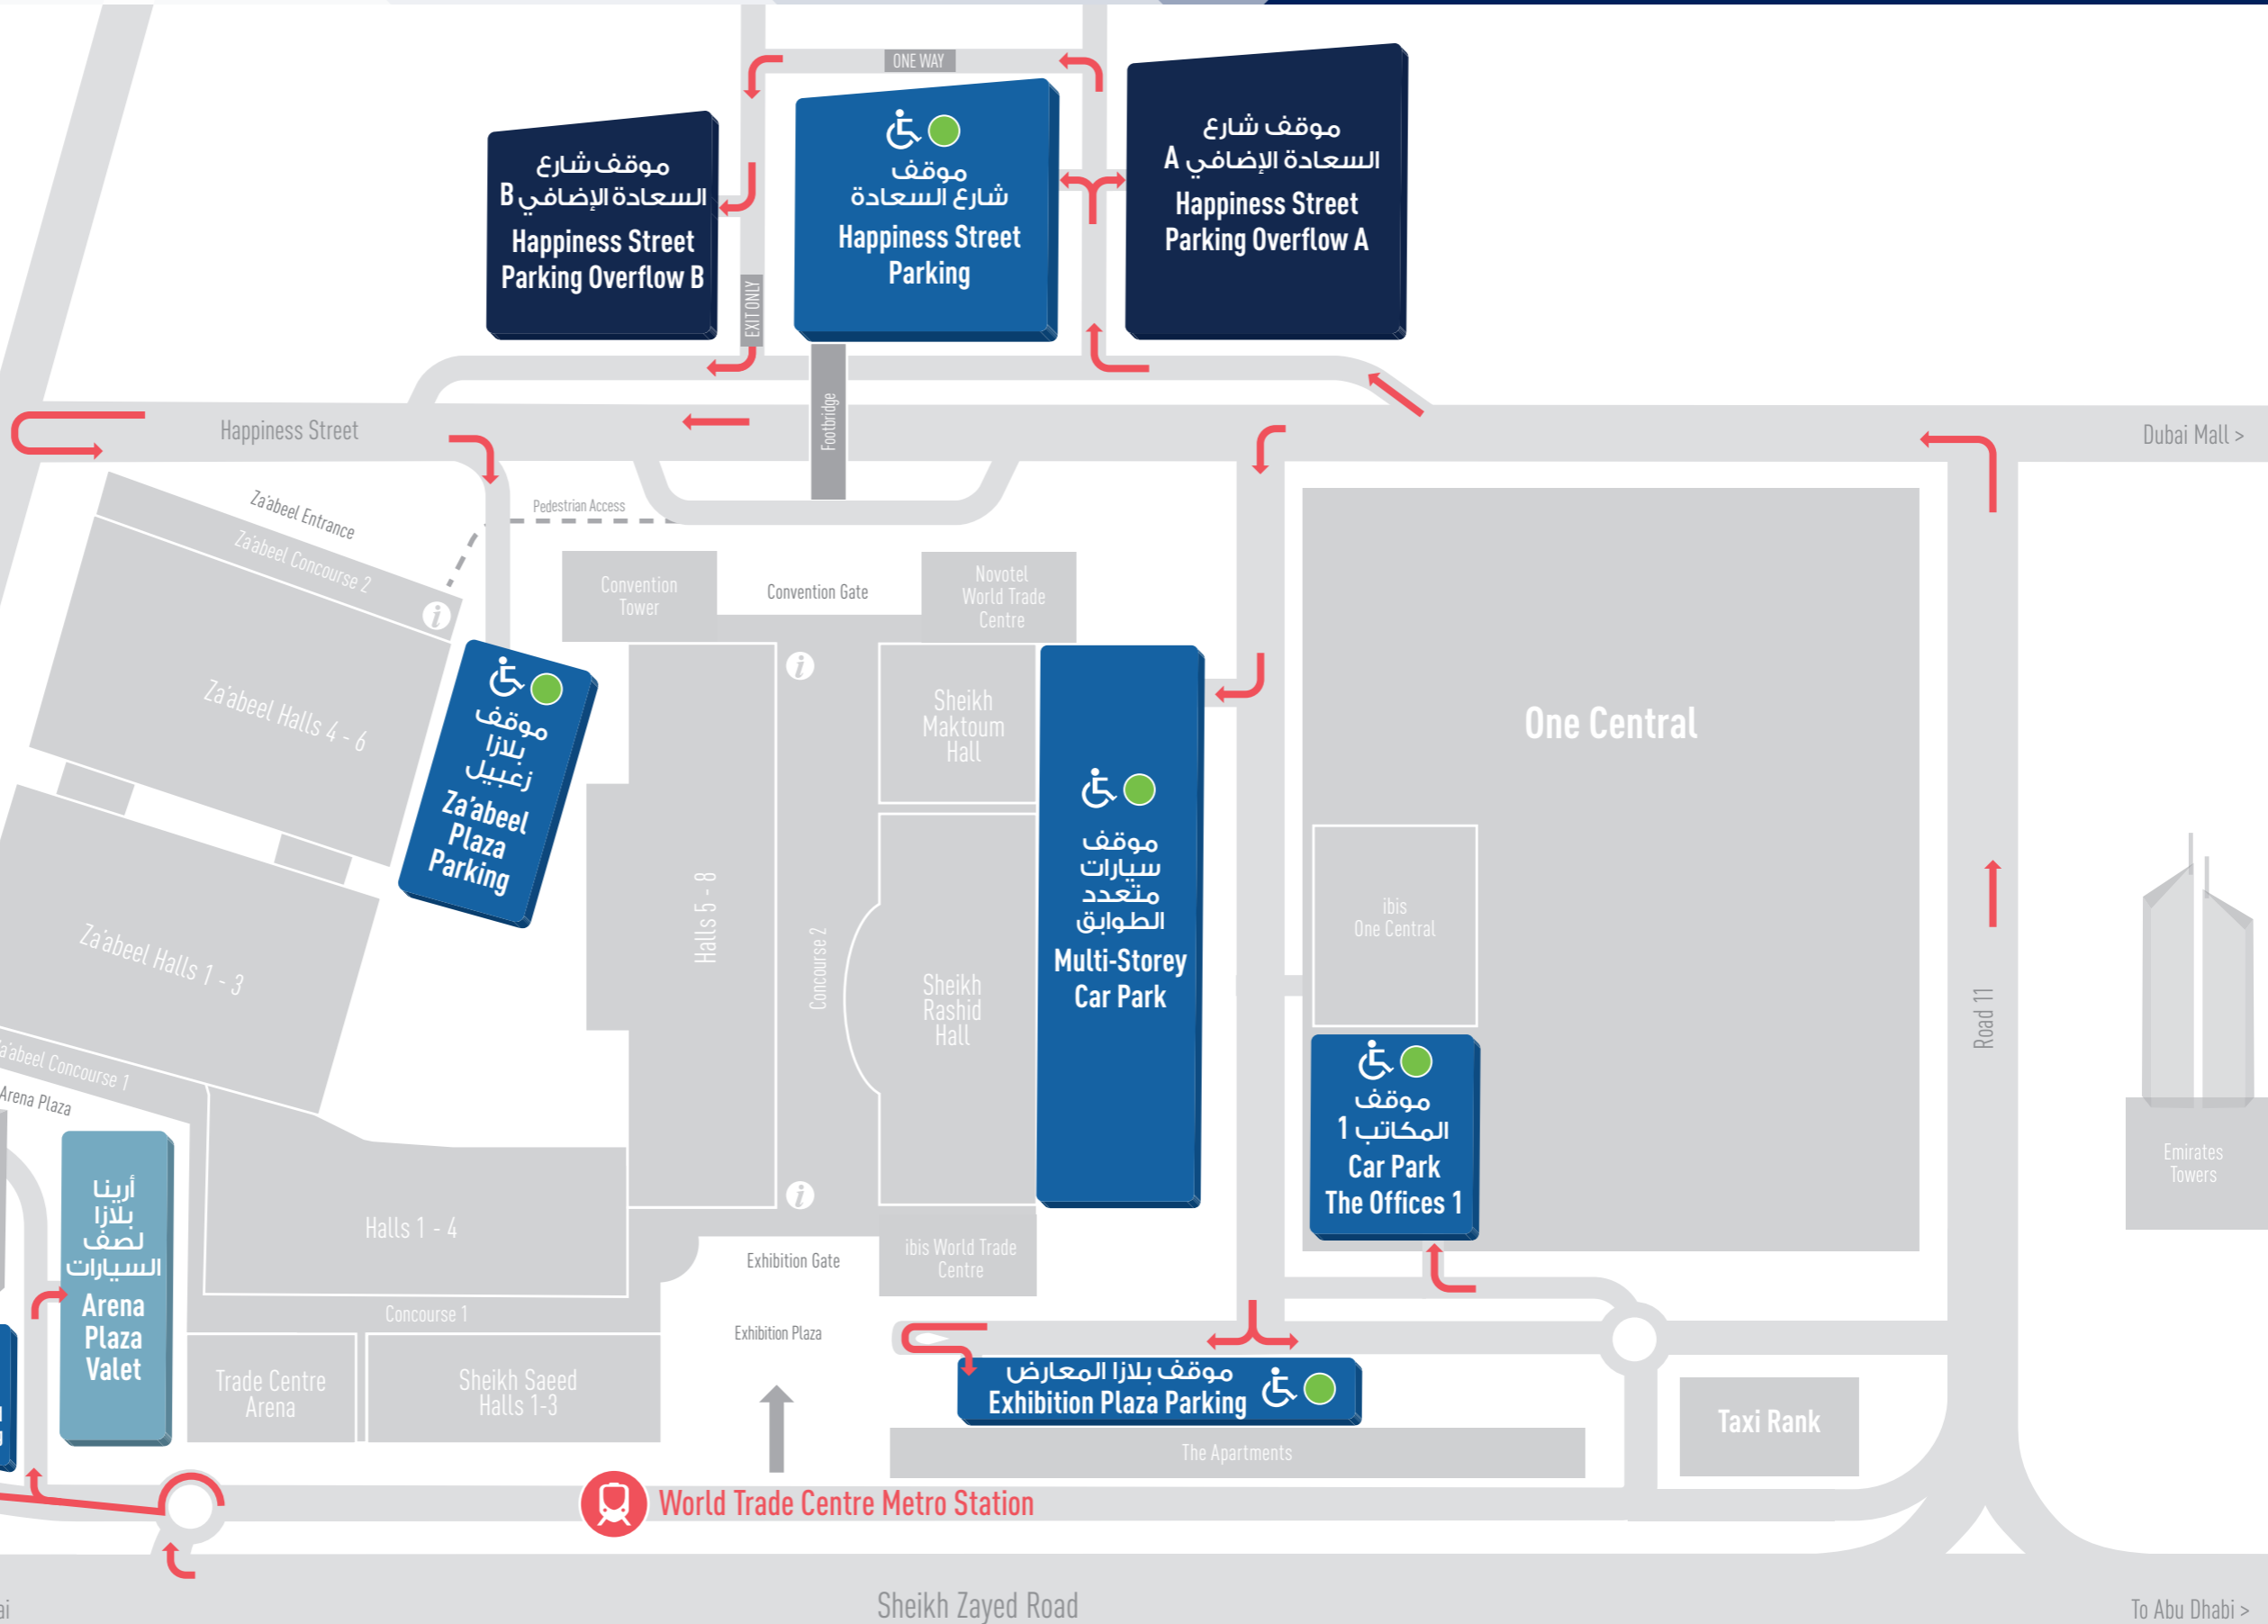 ONE WAY
موقف شارع
السعادة الإضافي B
Happiness Street
Parking Overflow B
موقف
شارع السعادة
Happiness Street
Parking
موقف شارع
السعادة الإضافي A
Happiness Street
Parking Overflow A
EXIT ONLY
Footbridge
Happiness Street
Dubai Mall >
Za'abeel Entrance
Za'abeel Concourse 2
Pedestrian Access
Convention
Tower
Convention Gate
Novotel
World Trade
Centre
Za'abeel Halls 4 - 6
موقف
بلازا
زعبيل
Za'abeel
Plaza
Parking
Sheikh
Maktoum
Hall
One Central
موقف
سيارات
متعدد
الطوابق
Multi-Storey
Car Park
Halls 5 - 8
Concourse 2
ibis
One Central
Za'abeel Halls 1 - 3
Sheikh
Rashid
Hall
Road 11
موقف
المكاتب 1
Car Park
The Offices 1
Za'abeel Concourse 1
Arena Plaza
Emirates
Towers
أرينا
بلازا
لصف
السيارات
Arena
Plaza
Valet
Halls 1 - 4
Exhibition Gate
ibis World Trade
Centre
Concourse 1
Exhibition Plaza
Trade Centre
Arena
Sheikh Saeed
Halls 1-3
موقف بلازا المعارض
Exhibition Plaza Parking
Taxi Rank
The Apartments
World Trade Centre Metro Station
Sheikh Zayed Road
To Abu Dhabi >